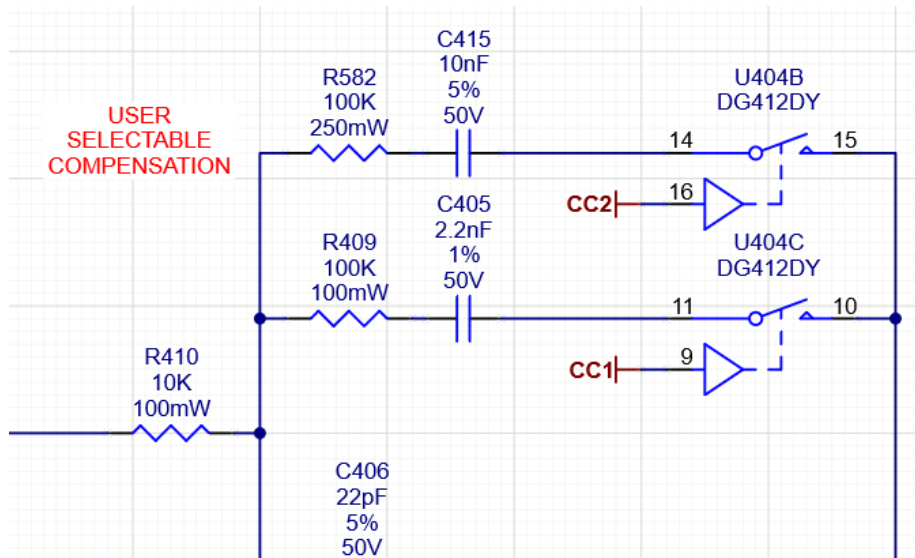 C415
10nF
5%
50V
R582
100K
250mW
U404B
DG412DY
USER
SELECTABLE
COMPENSATION
14
15
CC2
16
C405
2.2nF
1%
50V
R409
100K
100mW
U404C
DG412DY
11
10
CC1
9
R410
10K
100mW
C406
22pF
5%
50V